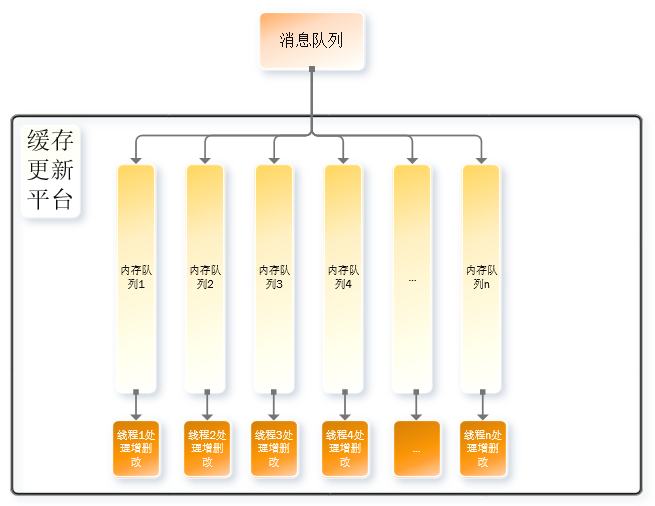 消息队列
缓存
更新
平台
内存队
列1
内存队
列2
内存队
列3
内存队
列4
...
内存队
列n
线程1处
理增删
改
线程2处
理增删
改
线程3处
理增删
改
线程4处
理增删
改
...
线程n处
理增删
改